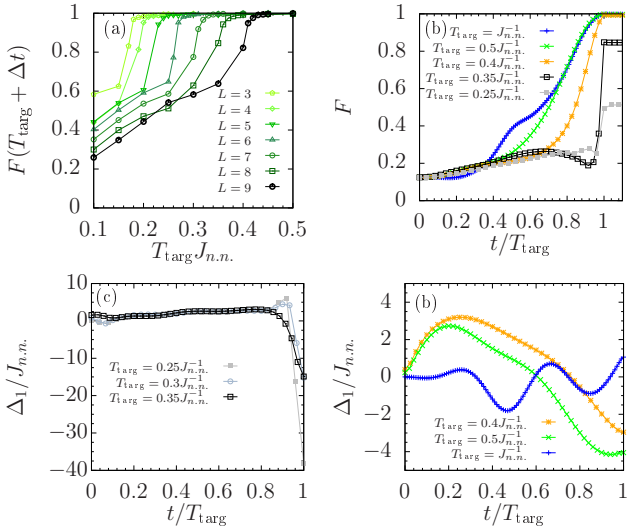 (a)
F(T_targ + Δt)
1
0.8
0.6
0.4
0.2
0
L = 3
L = 4
L = 5
L = 6
L = 7
L = 8
L = 9
0.1 0.2 0.3 0.4 0.5
T_targ J_n.n.
(b)
F
1
0.8
0.6
0.4
0.2
0
T_targ = J_n.n.^-1
T_targ = 0.5J_n.n.^-1
T_targ = 0.4J_n.n.^-1
T_targ = 0.35J_n.n.^-1
T_targ = 0.25J_n.n.^-1
0 0.2 0.4 0.6 0.8 1
t/T_targ
(c)
Δ_1/J_n.n.
10
0
−10
−20
−30
−40
T_targ = 0.25J_n.n.^-1
T_targ = 0.3J_n.n.^-1
T_targ = 0.35J_n.n.^-1
0 0.2 0.4 0.6 0.8 1
t/T_targ
(b)
Δ_1/J_n.n.
4
2
0
−2
−4
T_targ = 0.4J_n.n.^-1
T_targ = 0.5J_n.n.^-1
T_targ = J_n.n.^-1
0 0.2 0.4 0.6 0.8 1
t/T_targ